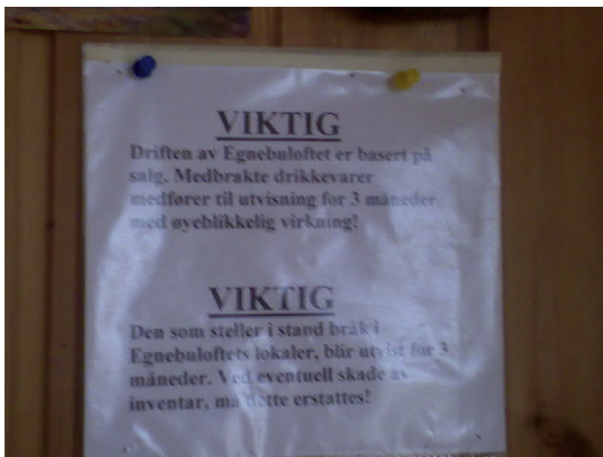 VIKTIG
Driften av Egnebuloftet er basert på
salg. Medbrakte drikkevarer
medfører til utvisning for 3 måneder,
med øyeblikkelig virkning!
VIKTIG
Den som steller i stand bråk i
Egnebuloftets lokaler, blir utvist for 3
måneder. Ved eventuell skade av
inventar, må dette erstattes!